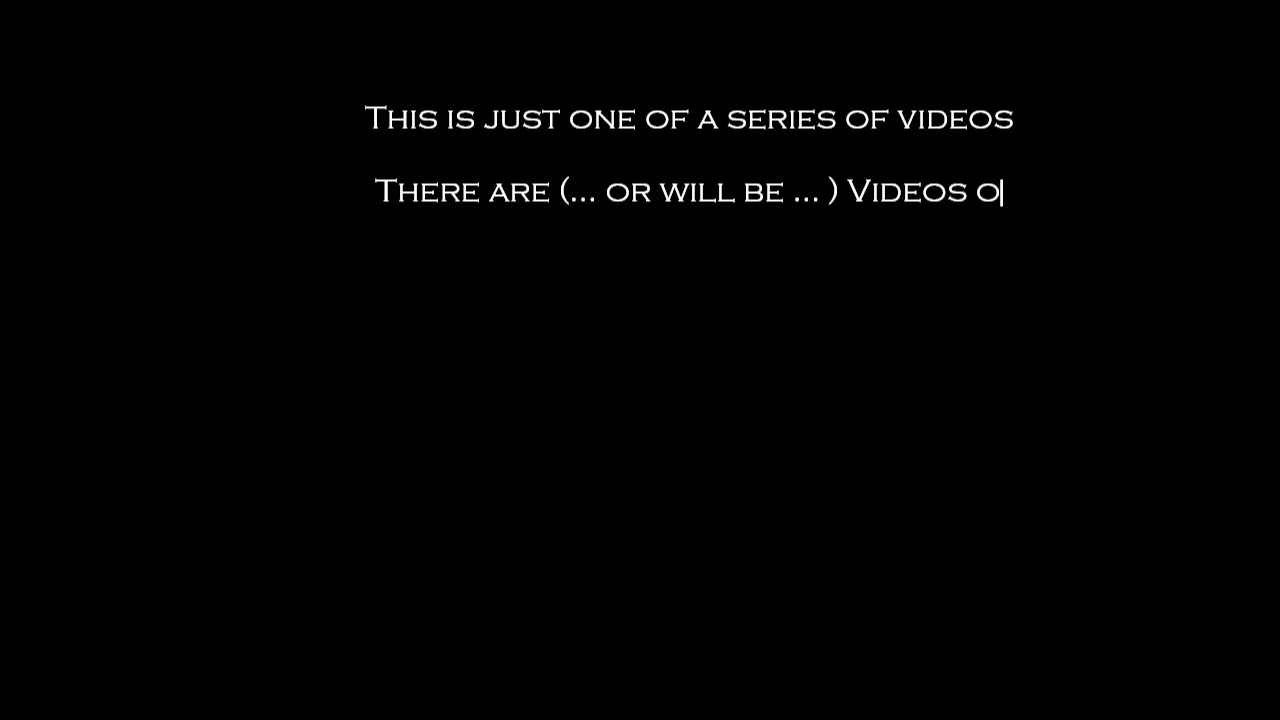 This is just one of a series of videos
There are (... or will be ... ) Videos o